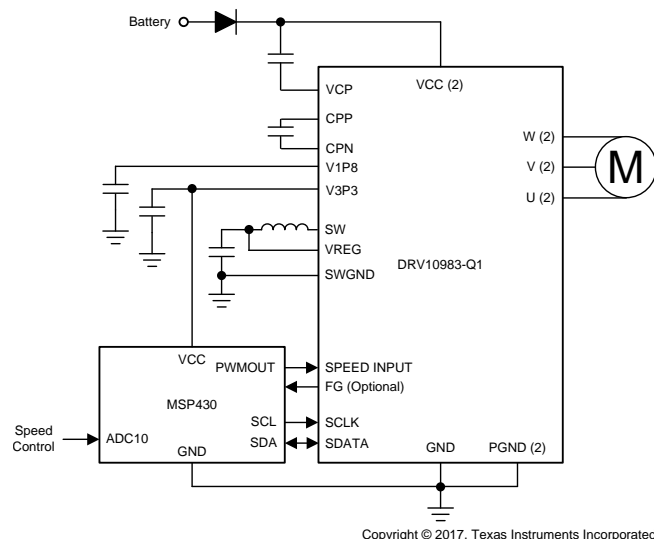 Battery
VCP
VCC (2)
CPP
CPN
W (2)
V (2)
U (2)
M
V1P8
V3P3
SW
VREG
SWGND
DRV10983-Q1
VCC
PWMOUT
SPEED INPUT
FG (Optional)
MSP430
SCL
SCLK
SDA
SDATA
Speed
Control
ADC10
GND
GND
PGND (2)
Copyright © 2017, Texas Instruments Incorporated